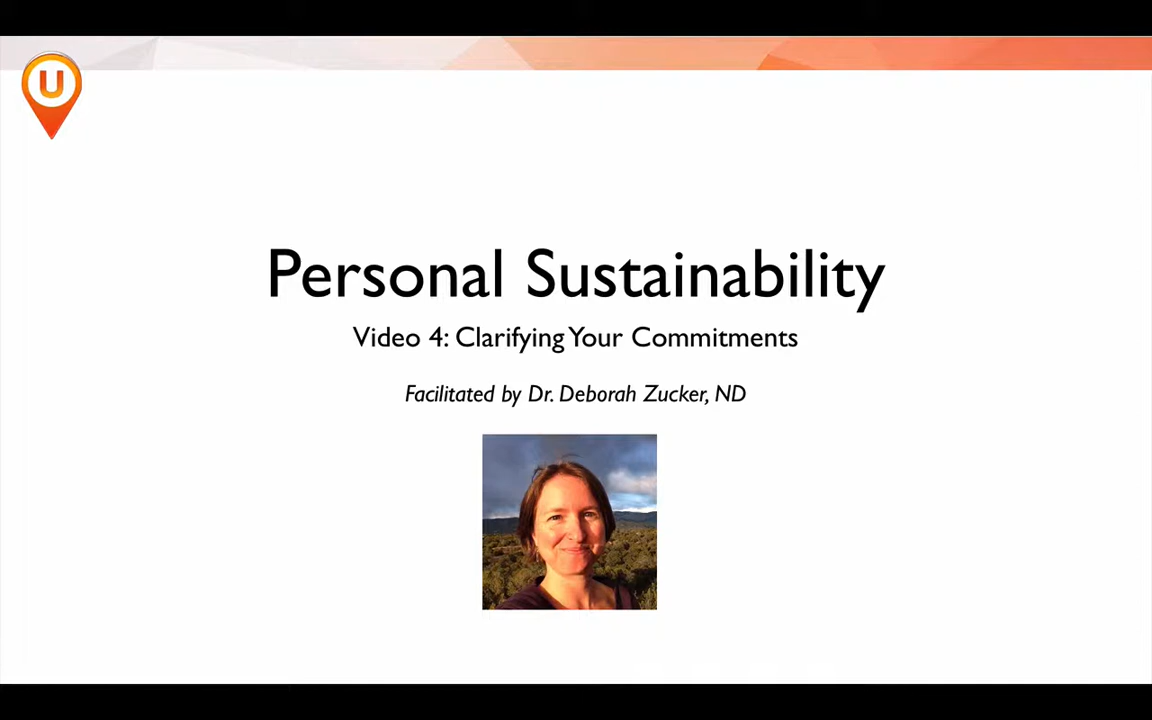 U
Personal Sustainability
Video 4: Clarifying Your Commitments
Facilitated by Dr. Deborah Zucker, ND